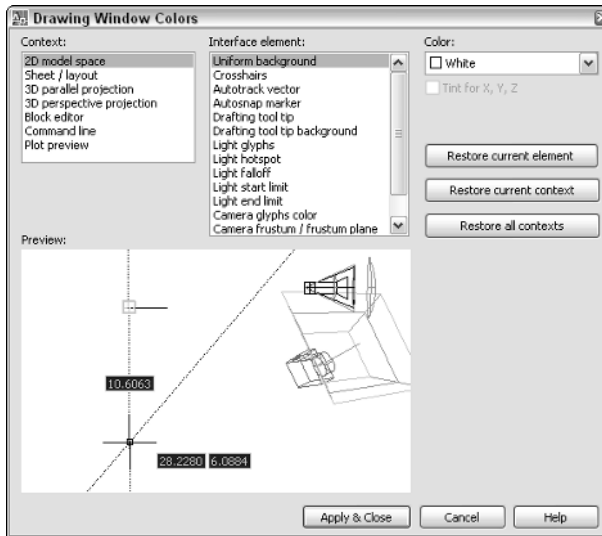 Drawing Window Colors
Context:
2D model space
Sheet / layout
3D parallel projection
3D perspective projection
Block editor
Command line
Plot preview
Interface element:
Uniform background
Crosshairs
Autotrack vector
Autosnap marker
Drafting tool tip
Drafting tool tip background
Light glyphs
Light hotspot
Light falloff
Light start limit
Light end limit
Camera glyphs color
Camera frustum / frustum plane
Color:
White
Tint for X, Y, Z
Restore current element
Restore current context
Restore all contexts
Preview:
10.6063
28.2280 6.0884
Apply & Close
Cancel
Help